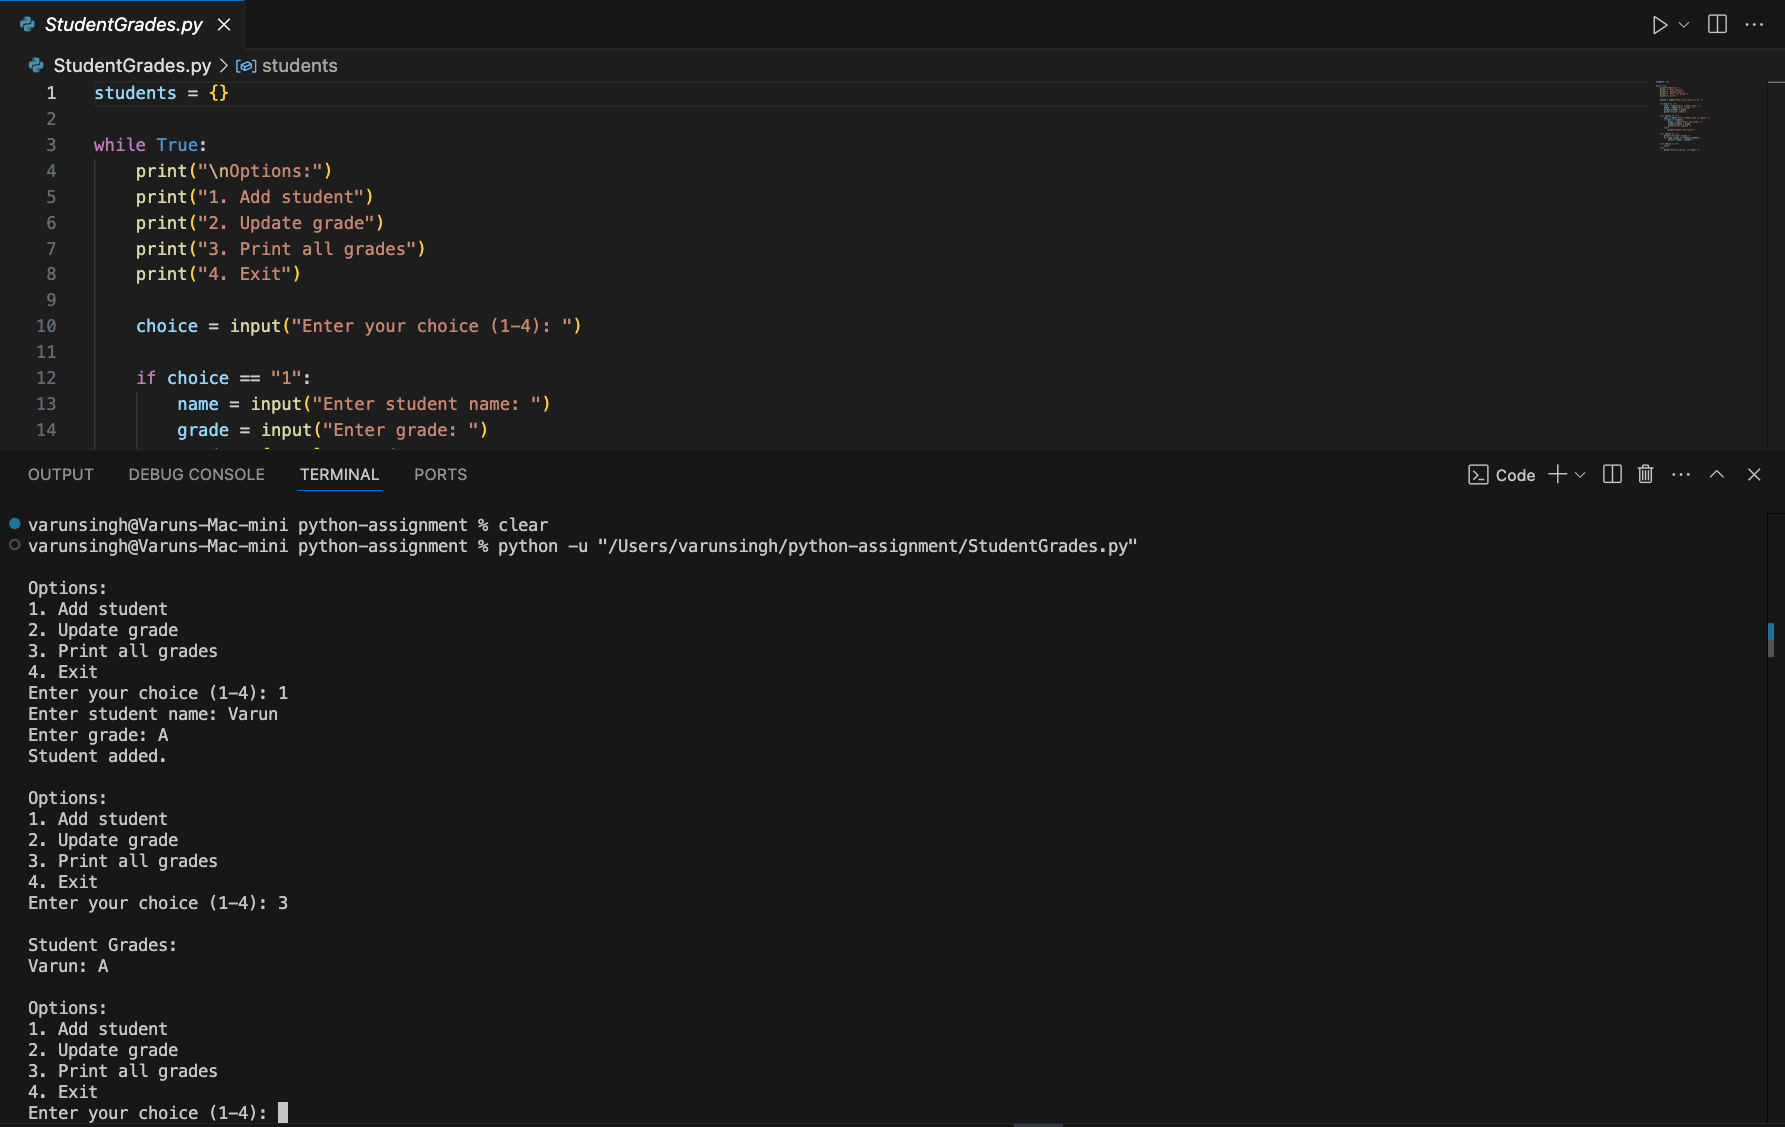 StudentGrades.py
StudentGrades.py > students
1 students = {}
2
3 while True:
4 print("\nOptions:")
5 print("1. Add student")
6 print("2. Update grade")
7 print("3. Print all grades")
8 print("4. Exit")
9
10 choice = input("Enter your choice (1-4): ")
11
12 if choice == "1":
13 name = input("Enter student name: ")
14 grade = input("Enter grade: ")
OUTPUT DEBUG CONSOLE TERMINAL PORTS Code
varunsingh@Varuns-Mac-mini python-assignment % clear
varunsingh@Varuns-Mac-mini python-assignment % python -u "/Users/varunsingh/python-assignment/StudentGrades.py"
Options:
1. Add student
2. Update grade
3. Print all grades
4. Exit
Enter your choice (1-4): 1
Enter student name: Varun
Enter grade: A
Student added.
Options:
1. Add student
2. Update grade
3. Print all grades
4. Exit
Enter your choice (1-4): 3
Student Grades:
Varun: A
Options:
1. Add student
2. Update grade
3. Print all grades
4. Exit
Enter your choice (1-4):